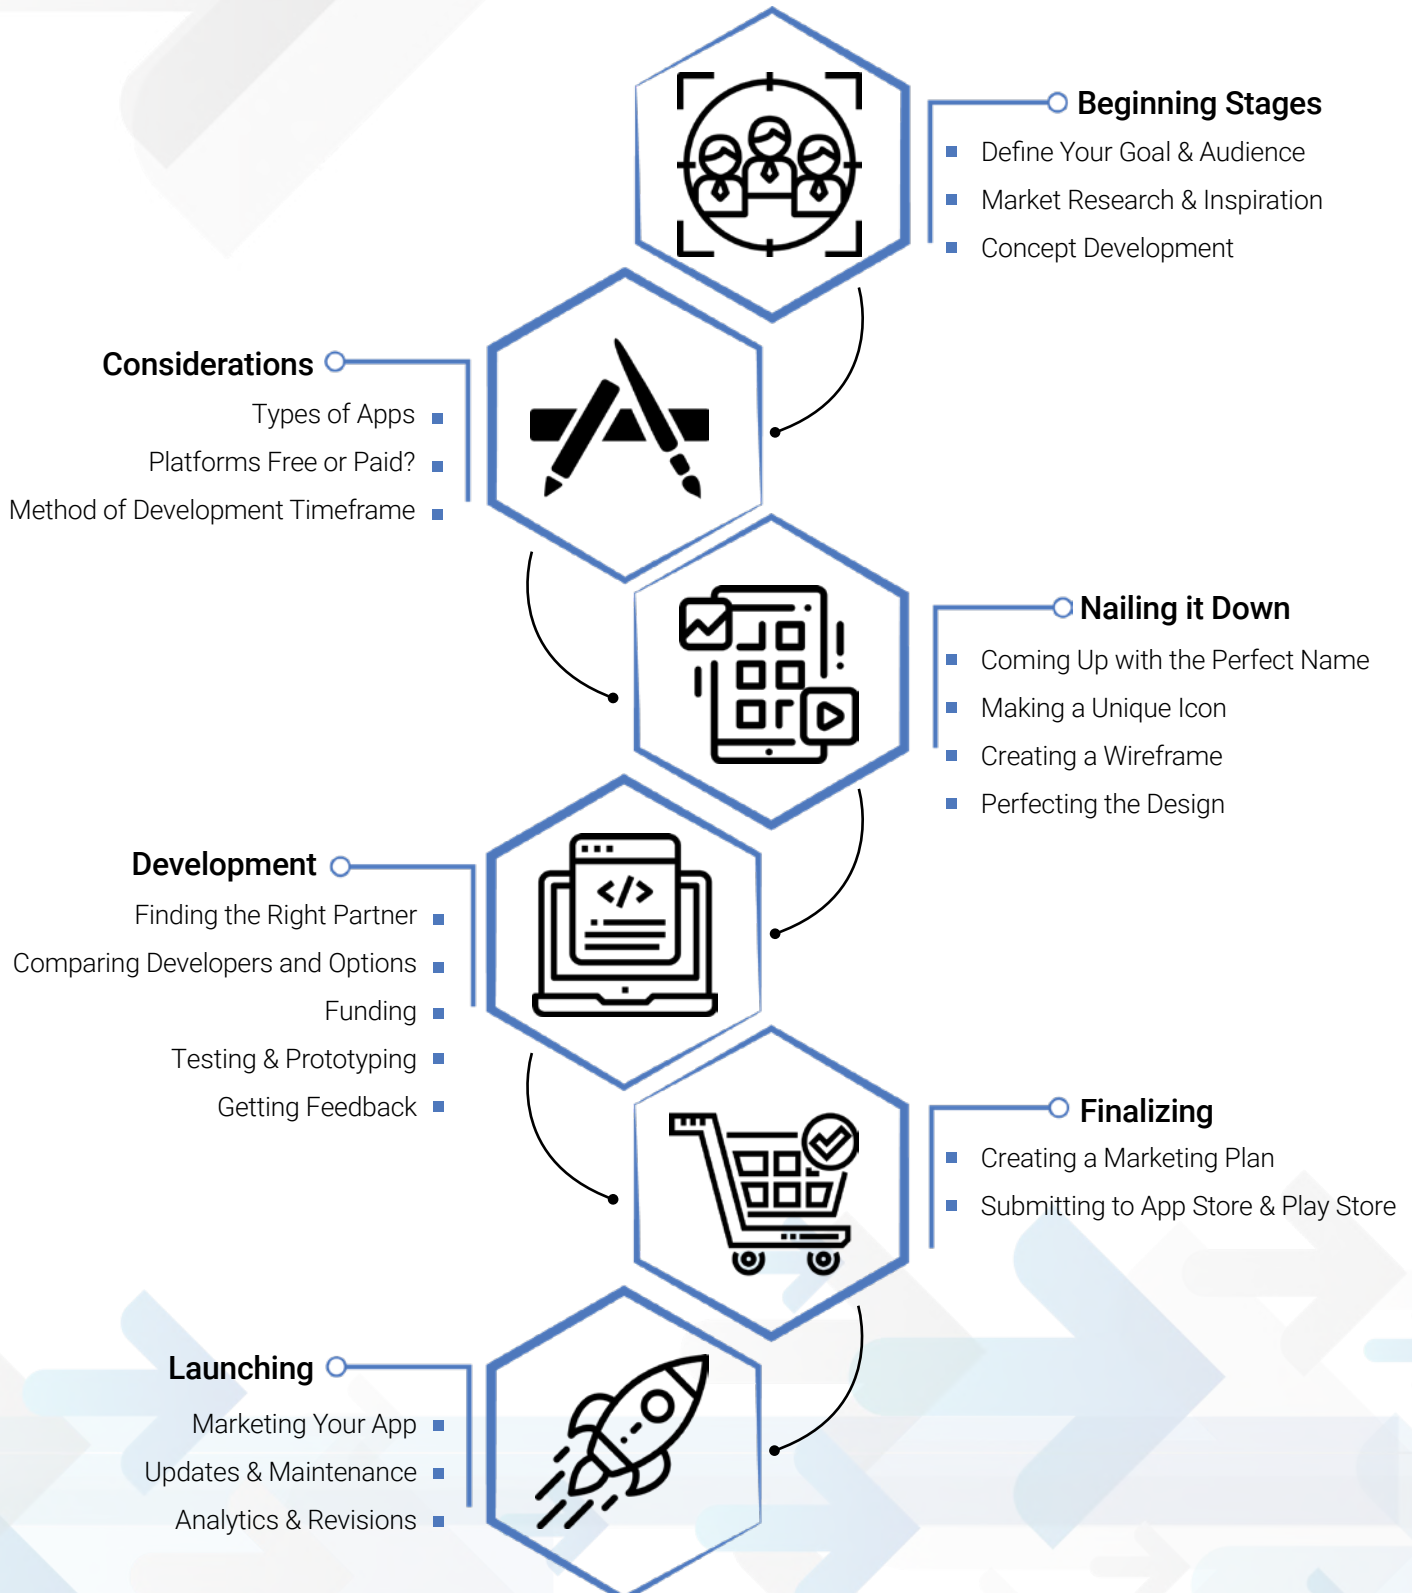 Beginning Stages
Define Your Goal & Audience
Market Research & Inspiration
Concept Development
Considerations
Types of Apps
Platforms Free or Paid?
Method of Development Timeframe
Nailing it Down
Coming Up with the Perfect Name
Making a Unique Icon
Creating a Wireframe
Perfecting the Design
Development
Finding the Right Partner
Comparing Developers and Options
Funding
Testing & Prototyping
Getting Feedback
Finalizing
Creating a Marketing Plan
Submitting to App Store & Play Store
Launching
Marketing Your App
Updates & Maintenance
Analytics & Revisions